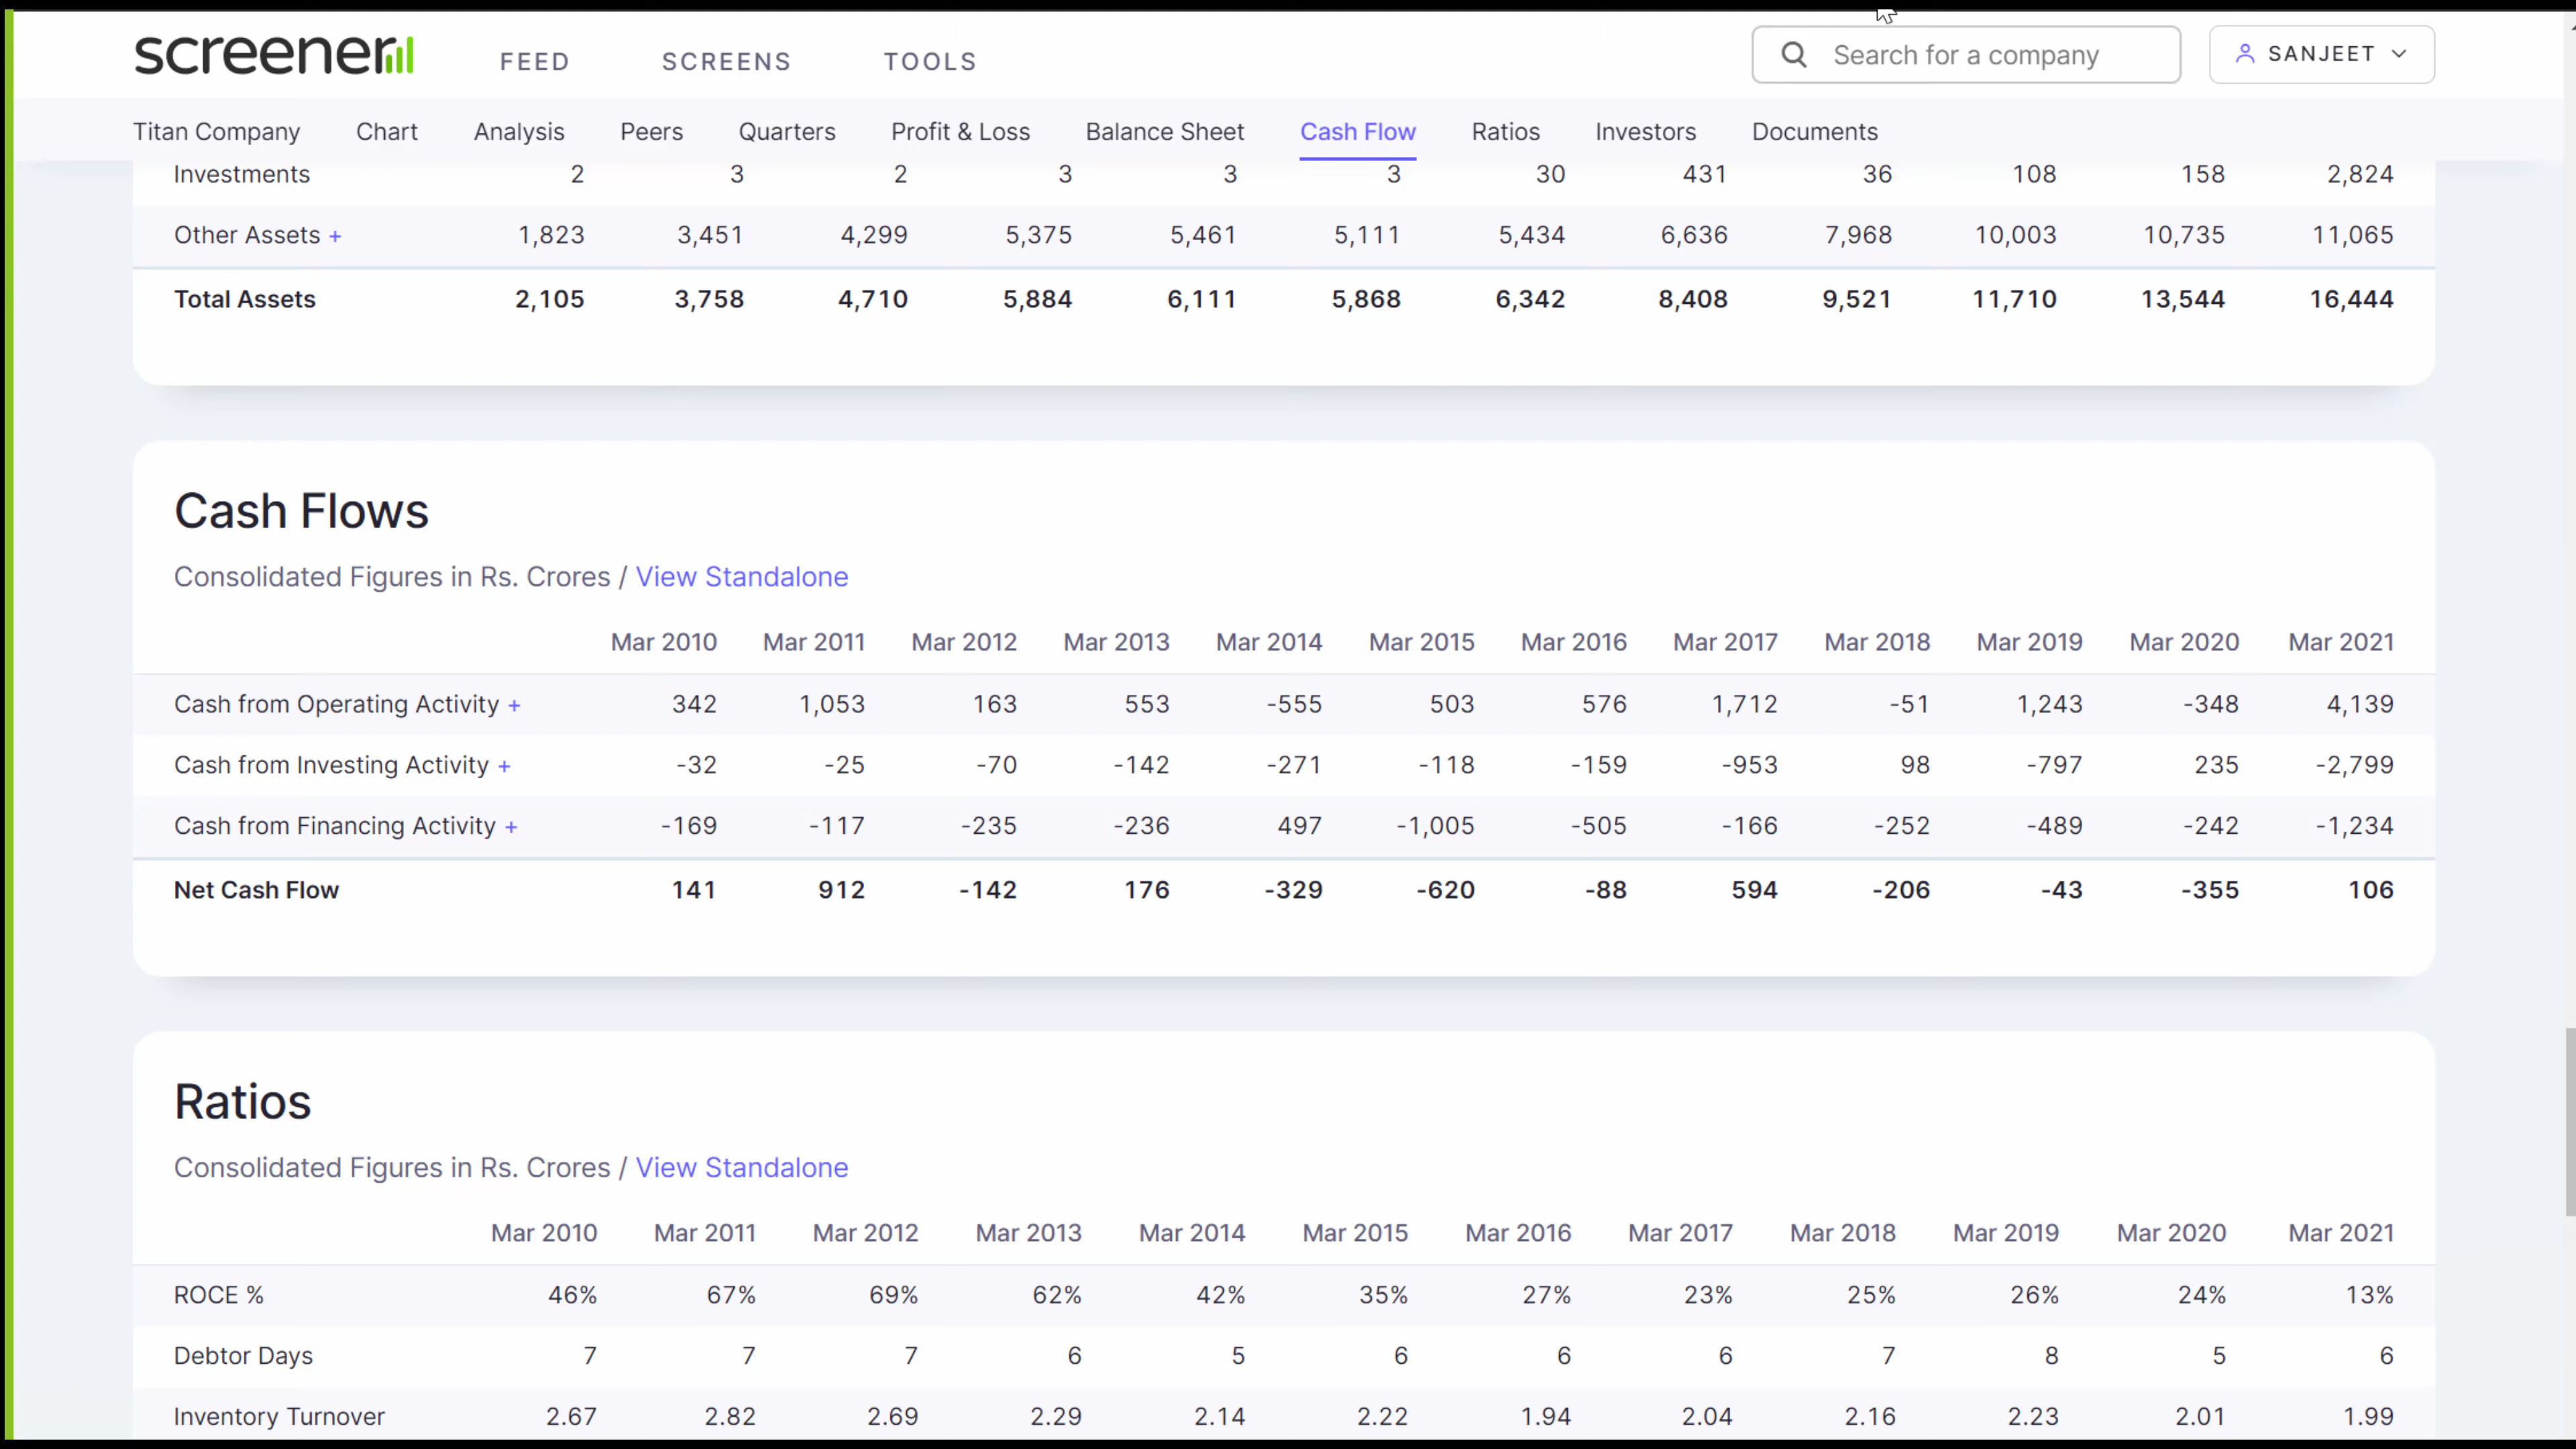 screener FEED SCREENS TOOLS Search for a company SANJEET
Titan Company Chart Analysis Peers Quarters Profit & Loss Balance Sheet Cash Flow Ratios Investors Documents
Investments 2 3 2 3 3 3 30 431 36 108 158 2,824
Other Assets + 1,823 3,451 4,299 5,375 5,461 5,111 5,434 6,636 7,968 10,003 10,735 11,065
Total Assets 2,105 3,758 4,710 5,884 6,111 5,868 6,342 8,408 9,521 11,710 13,544 16,444
Cash Flows
Consolidated Figures in Rs. Crores / View Standalone
Mar 2010 Mar 2011 Mar 2012 Mar 2013 Mar 2014 Mar 2015 Mar 2016 Mar 2017 Mar 2018 Mar 2019 Mar 2020 Mar 2021
Cash from Operating Activity + 342 1,053 163 553 -555 503 576 1,712 -51 1,243 -348 4,139
Cash from Investing Activity + -32 -25 -70 -142 -271 -118 -159 -953 98 -797 235 -2,799
Cash from Financing Activity + -169 -117 -235 -236 497 -1,005 -505 -166 -252 -489 -242 -1,234
Net Cash Flow 141 912 -142 176 -329 -620 -88 594 -206 -43 -355 106
Ratios
Consolidated Figures in Rs. Crores / View Standalone
Mar 2010 Mar 2011 Mar 2012 Mar 2013 Mar 2014 Mar 2015 Mar 2016 Mar 2017 Mar 2018 Mar 2019 Mar 2020 Mar 2021
ROCE % 46% 67% 69% 62% 42% 35% 27% 23% 25% 26% 24% 13%
Debtor Days 7 7 7 6 5 6 6 6 7 8 5 6
Inventory Turnover 2.67 2.82 2.69 2.29 2.14 2.22 1.94 2.04 2.16 2.23 2.01 1.99